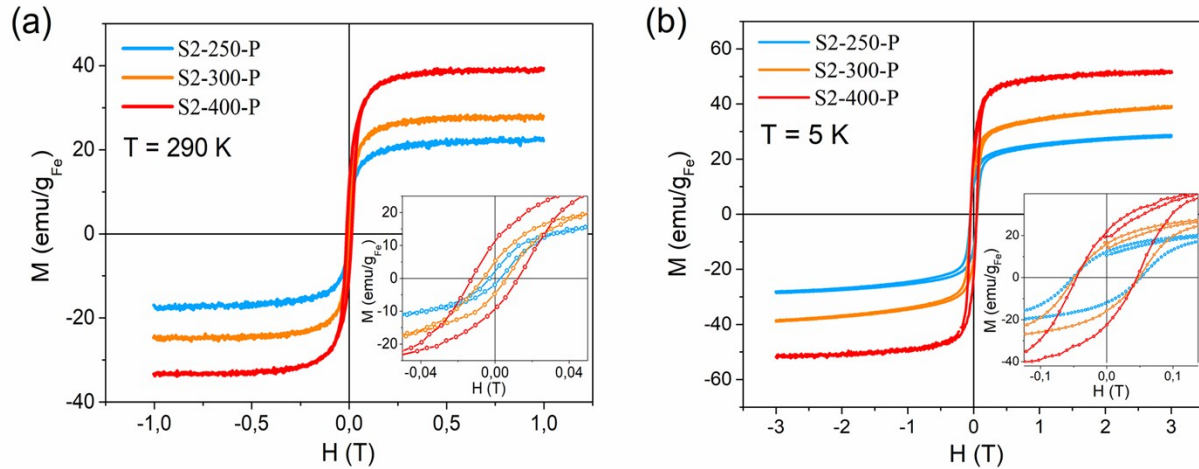 (a)
S2-250-P
S2-300-P
S2-400-P
T = 290 K
M (emu/g_Fe)
40
20
0
-20
-40
-1,0
-0,5
0,0
0,5
1,0
H (T)
M (emu/g_Fe)
20
10
0
-10
-20
-0,04
0,00
0,04
H (T)
(b)
S2-250-P
S2-300-P
S2-400-P
T = 5 K
M (emu/g_Fe)
60
40
20
0
-20
-40
-60
-3
-2
-1
0
1
2
3
H (T)
M (emu/g_Fe)
40
20
0
-20
-40
-0,1
0,0
0,1
H (T)